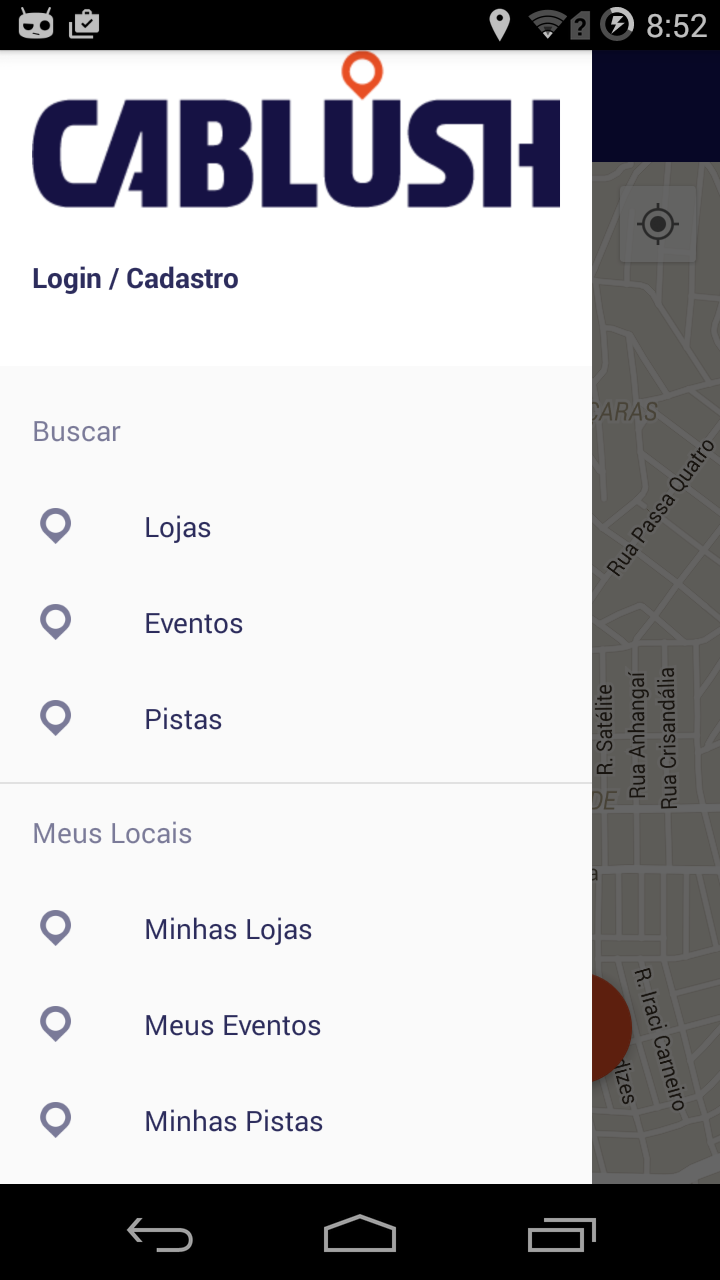 8:52
CABLUSH
Login / Cadastro
Buscar
Lojas
Eventos
Pistas
Meus Locais
Minhas Lojas
Meus Eventos
Minhas Pistas
CARAS
Rua Passa Quatro
R. Satélite
Rua Anhangaí
Rua Crisandália
DE
a
R. Iraci Carneiro